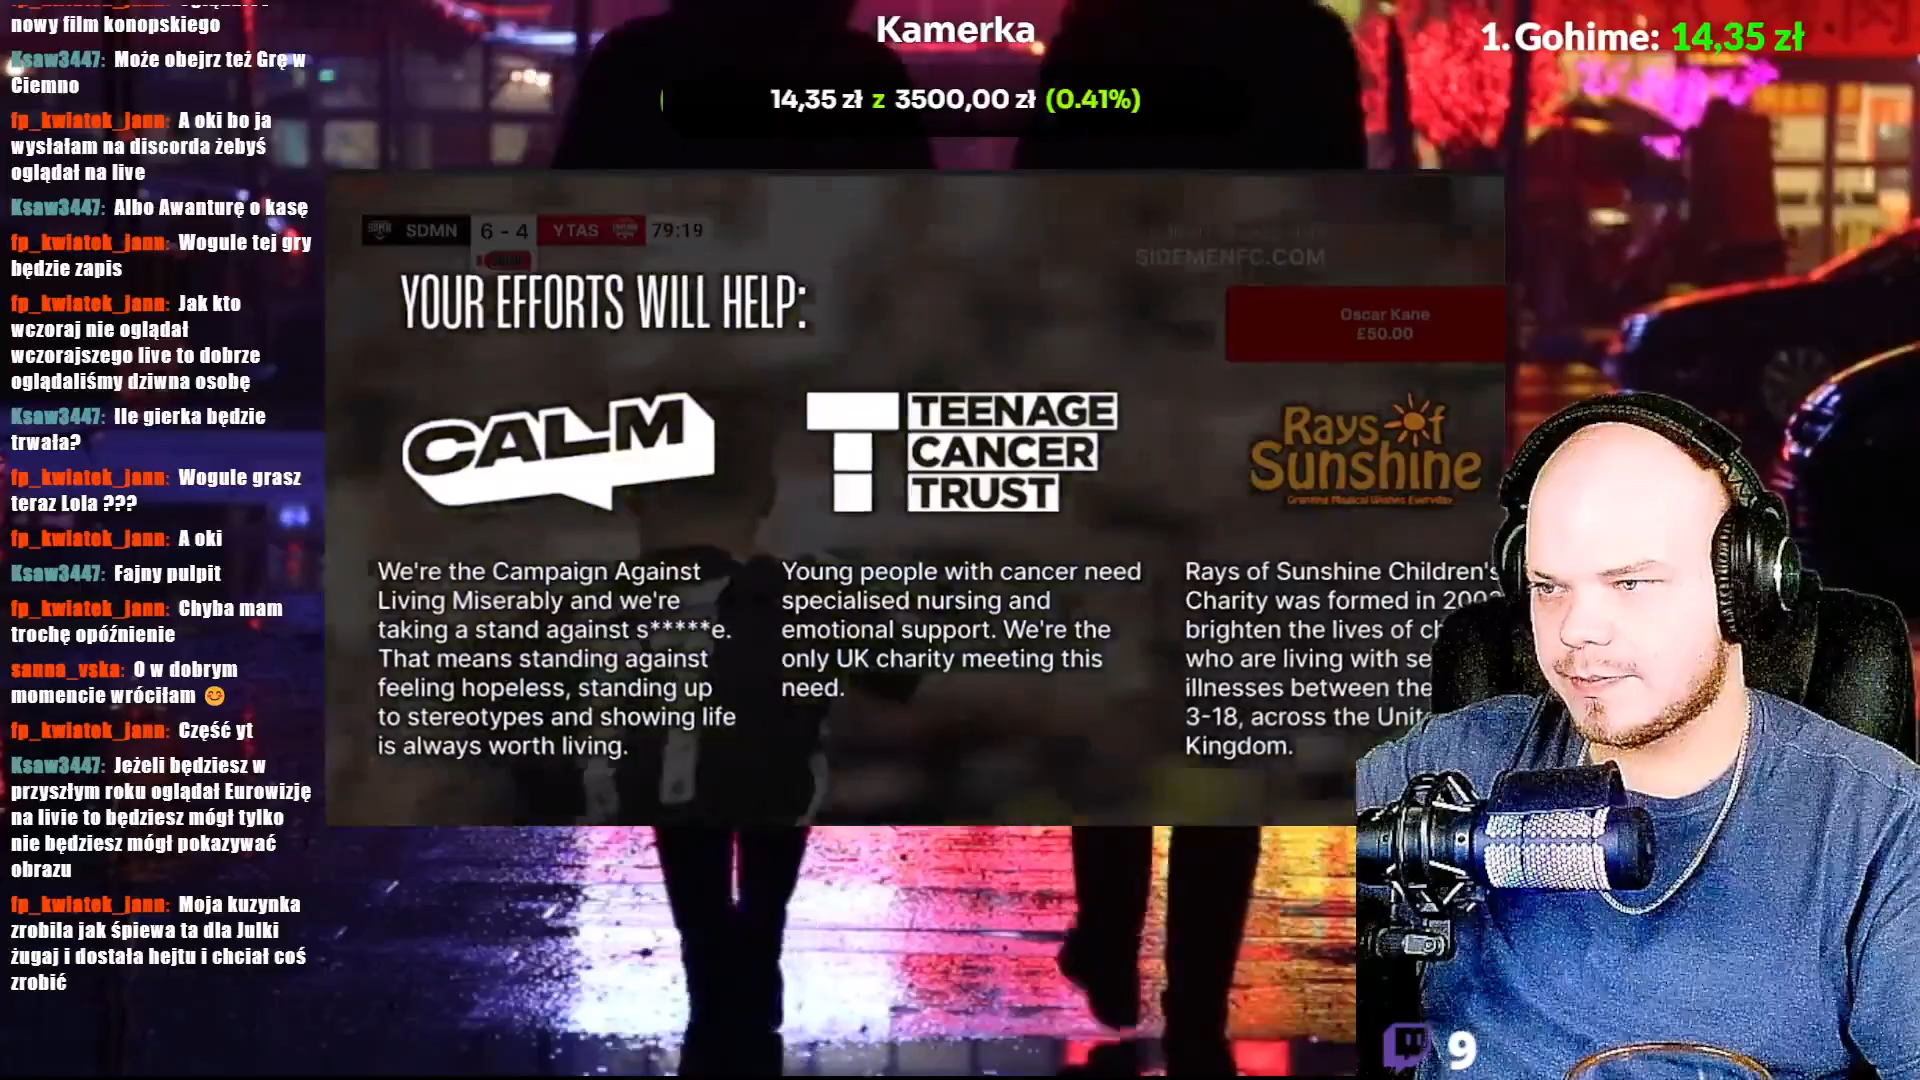 nowy film konopskiego
Ksaw3447: Może obejrz też Grę w
Ciemno
fp_kwiatek_jann: A oki bo ja
wysłałam na discorda żebyś
oglądał na live
Ksaw3447: Albo Awanturę o kasę
fp_kwiatek_jann: Wogule tej gry
będzie zapis
fp_kwiatek_jann: Jak kto
wczoraj nie oglądał
wczorajszego live to dobrze
oglądaliśmy dziwna osobę
Ksaw3447: Ile gierka będzie
trwała?
fp_kwiatek_jann: Wogule grasz
teraz Lola ???
fp_kwiatek_jann: A oki
Ksaw3447: Fajny pulpit
fp_kwiatek_jann: Chyba mam
trochę opóźnienie
sanna_vska: O w dobrym
momencie wróciłam 😊
fp_kwiatek_jann: Część yt
Ksaw3447: Jeżeli będziesz w
przyszłym roku oglądał Eurowizję
na livie to będziesz mógł tylko
nie będziesz mógł pokazywać
obrazu
fp_kwiatek_jann: Moja kuzynka
zrobiła jak śpiewa ta dla Julki
żugaj i dostała hejtu i chciał coś
zrobić
Kamerka
14,35 zł z 3500,00 zł (0.41%)
1. Gohime: 14,35 zł
SDMN 6 - 4 YTAS 79:19
SIDEMENFC.COM
Oscar Kane
£50.00
YOUR EFFORTS WILL HELP:
CALM
We're the Campaign Against
Living Miserably and we're
taking a stand against s*****e.
That means standing against
feeling hopeless, standing up
to stereotypes and showing life
is always worth living.
TEENAGE
CANCER
TRUST
Young people with cancer need
specialised nursing and
emotional support. We're the
only UK charity meeting this
need.
Rays of
Sunshine
Granting Magical Wishes Everyday
Rays of Sunshine Children's
Charity was formed in
brighten the lives of
who are living with
illnesses between the
3-18, across the
Kingdom.
9